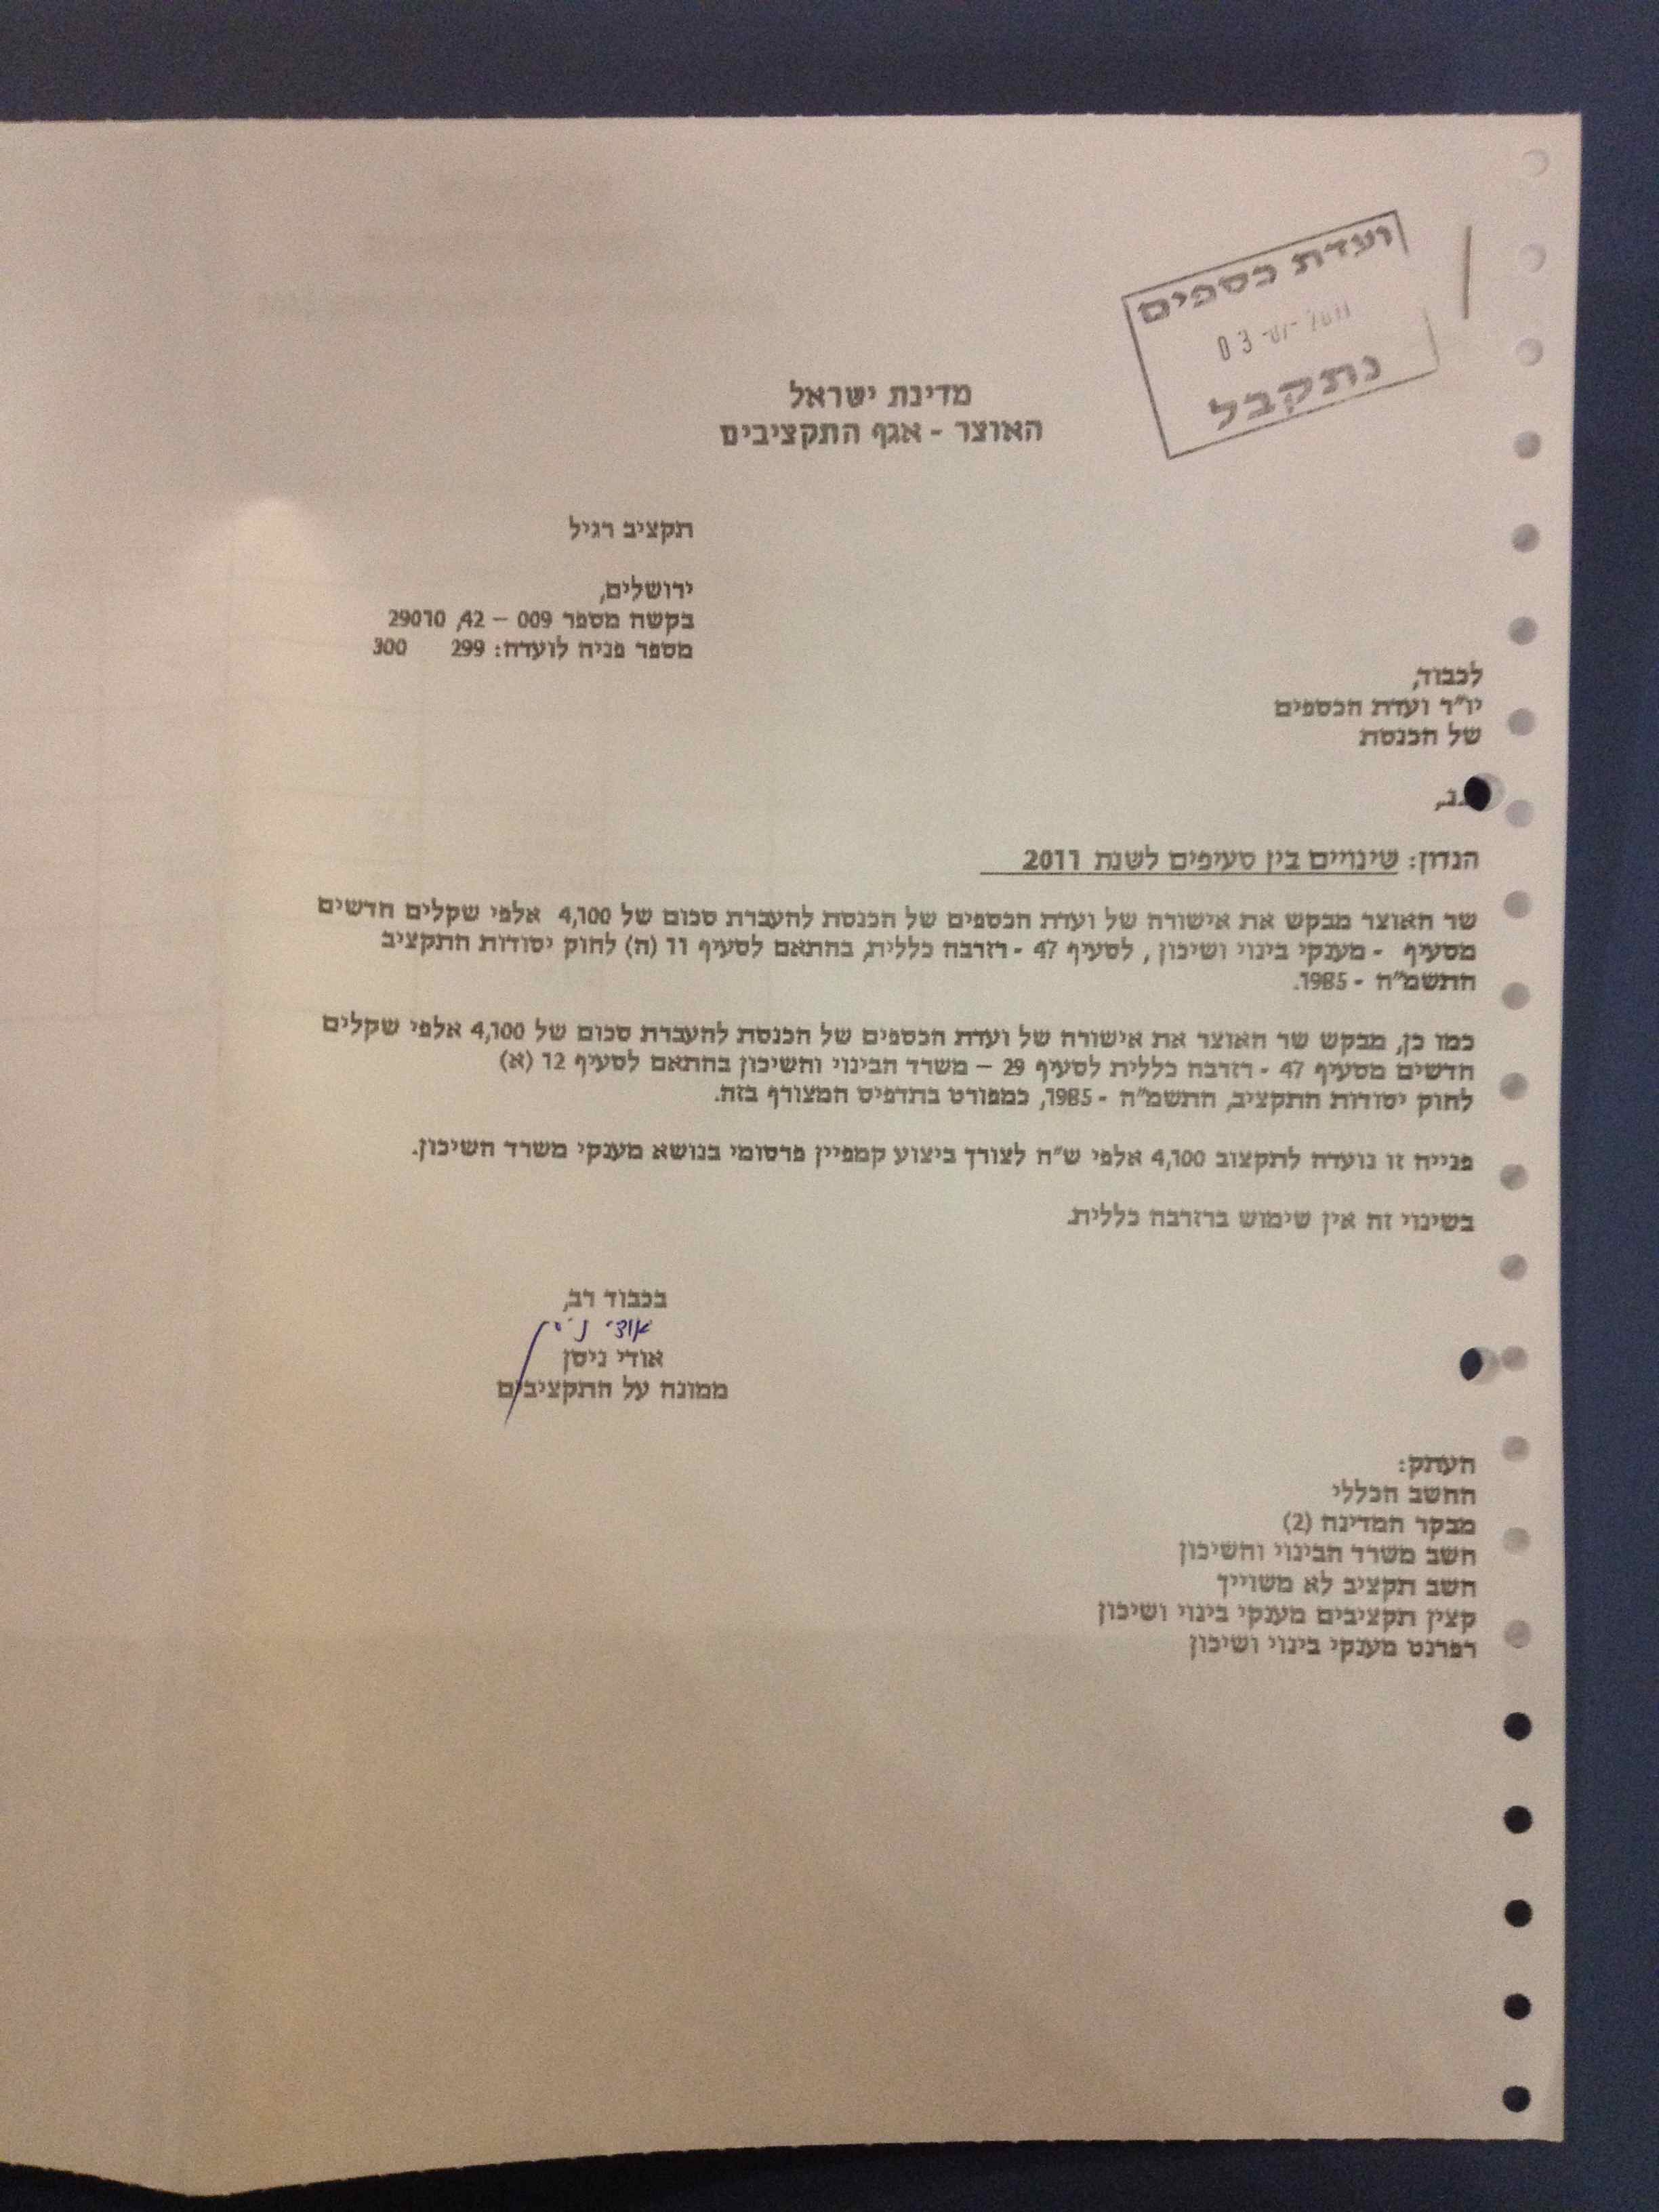 ועדת כספים
03-07-2011
נתקבל
מדינת ישראל
האוצר - אגף התקציבים
תקציב רגיל
ירושלים,
בקשה מספר 009 – 42, 29010
מספר פניה לועדה: 299 300
לכבוד,
יו"ר ועדת הכספים
של הכנסת
הנדון: שינויים בין סעיפים לשנת 2011
שר האוצר מבקש את אישורה של ועדת הכספים של הכנסת להעברת סכום של 4,100 אלפי שקלים חדשים
מסעיף - מענקי בינוי ושיכון , לסעיף 47 - רזרבה כללית, בהתאם לסעיף 11 (ה) לחוק יסודות התקציב
התשמ"ה - 1985.
כמו כן, מבקש שר האוצר את אישורה של ועדת הכספים של הכנסת להעברת סכום של 4,100 אלפי שקלים
חדשים מסעיף 47 - רזרבה כללית לסעיף 29 – משרד הבינוי והשיכון בהתאם לסעיף 12 (א)
לחוק יסודות התקציב, התשמ"ה - 1985, כמפורט בתדפיס המצורף בזה.
פנייה זו נועדה לתקצוב 4,100 אלפי ש"ח לצורך ביצוע קמפיין פרסומי בנושא מענקי משרד השיכון.
בשינוי זה אין שימוש ברזרבה כללית.
בכבוד רב,
אודי ניסן
אודי ניסן
ממונה על התקציבים
העתק:
החשב הכללי
מבקר המדינה (2)
חשב משרד הבינוי והשיכון
חשב תקציב לא משוייך
קצין תקציבים מענקי בינוי ושיכון
רפרנט מענקי בינוי ושיכון